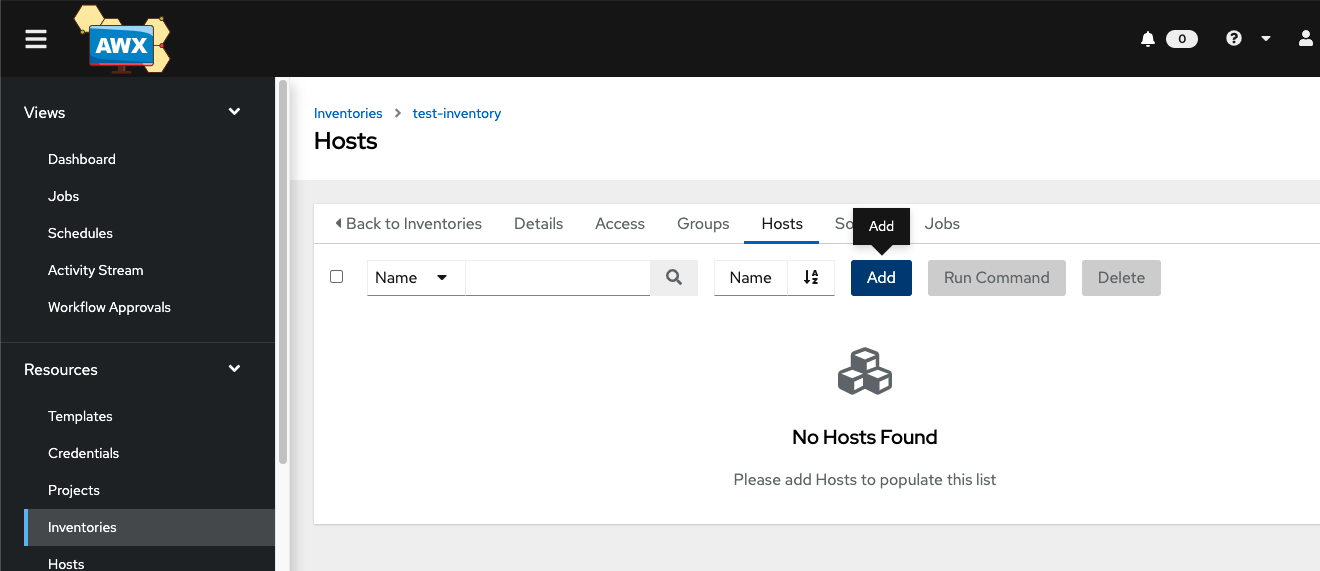 AWX
0
Views
Dashboard
Jobs
Schedules
Activity Stream
Workflow Approvals
Resources
Templates
Credentials
Projects
Inventories
Hosts
Inventories > test-inventory
Hosts
Back to Inventories Details Access Groups Hosts Jobs
Add
Name Name Add Run Command Delete
No Hosts Found
Please add Hosts to populate this list